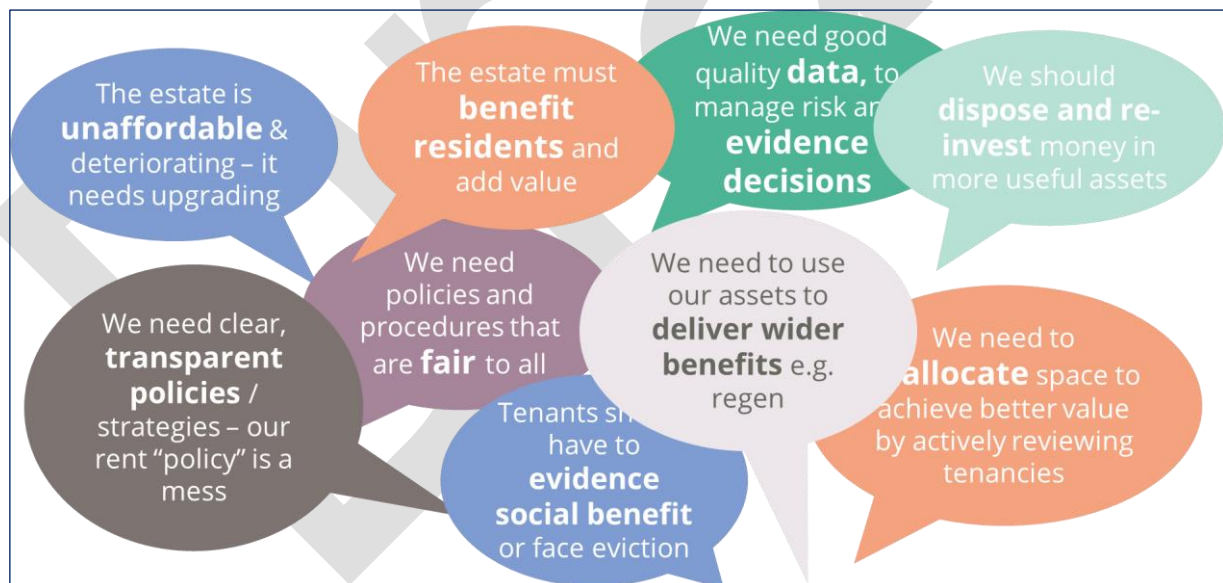 The estate is
unaffordable &
deteriorating – it
needs upgrading
The estate must
benefit
residents and
add value
We need good
quality data, to
manage risk an
evidence
decisions
We should
dispose and re-
invest money in
more useful assets
We need clear,
transparent
policies /
strategies – our
rent “policy” is a
mess
We need
policies and
procedures that
are fair to all
Tenants sh
have to
evidence
social benefit
or face eviction
We need to use
our assets to
deliver wider
benefits e.g.
regen
We need to
allocate space to
achieve better value
by actively reviewing
tenancies